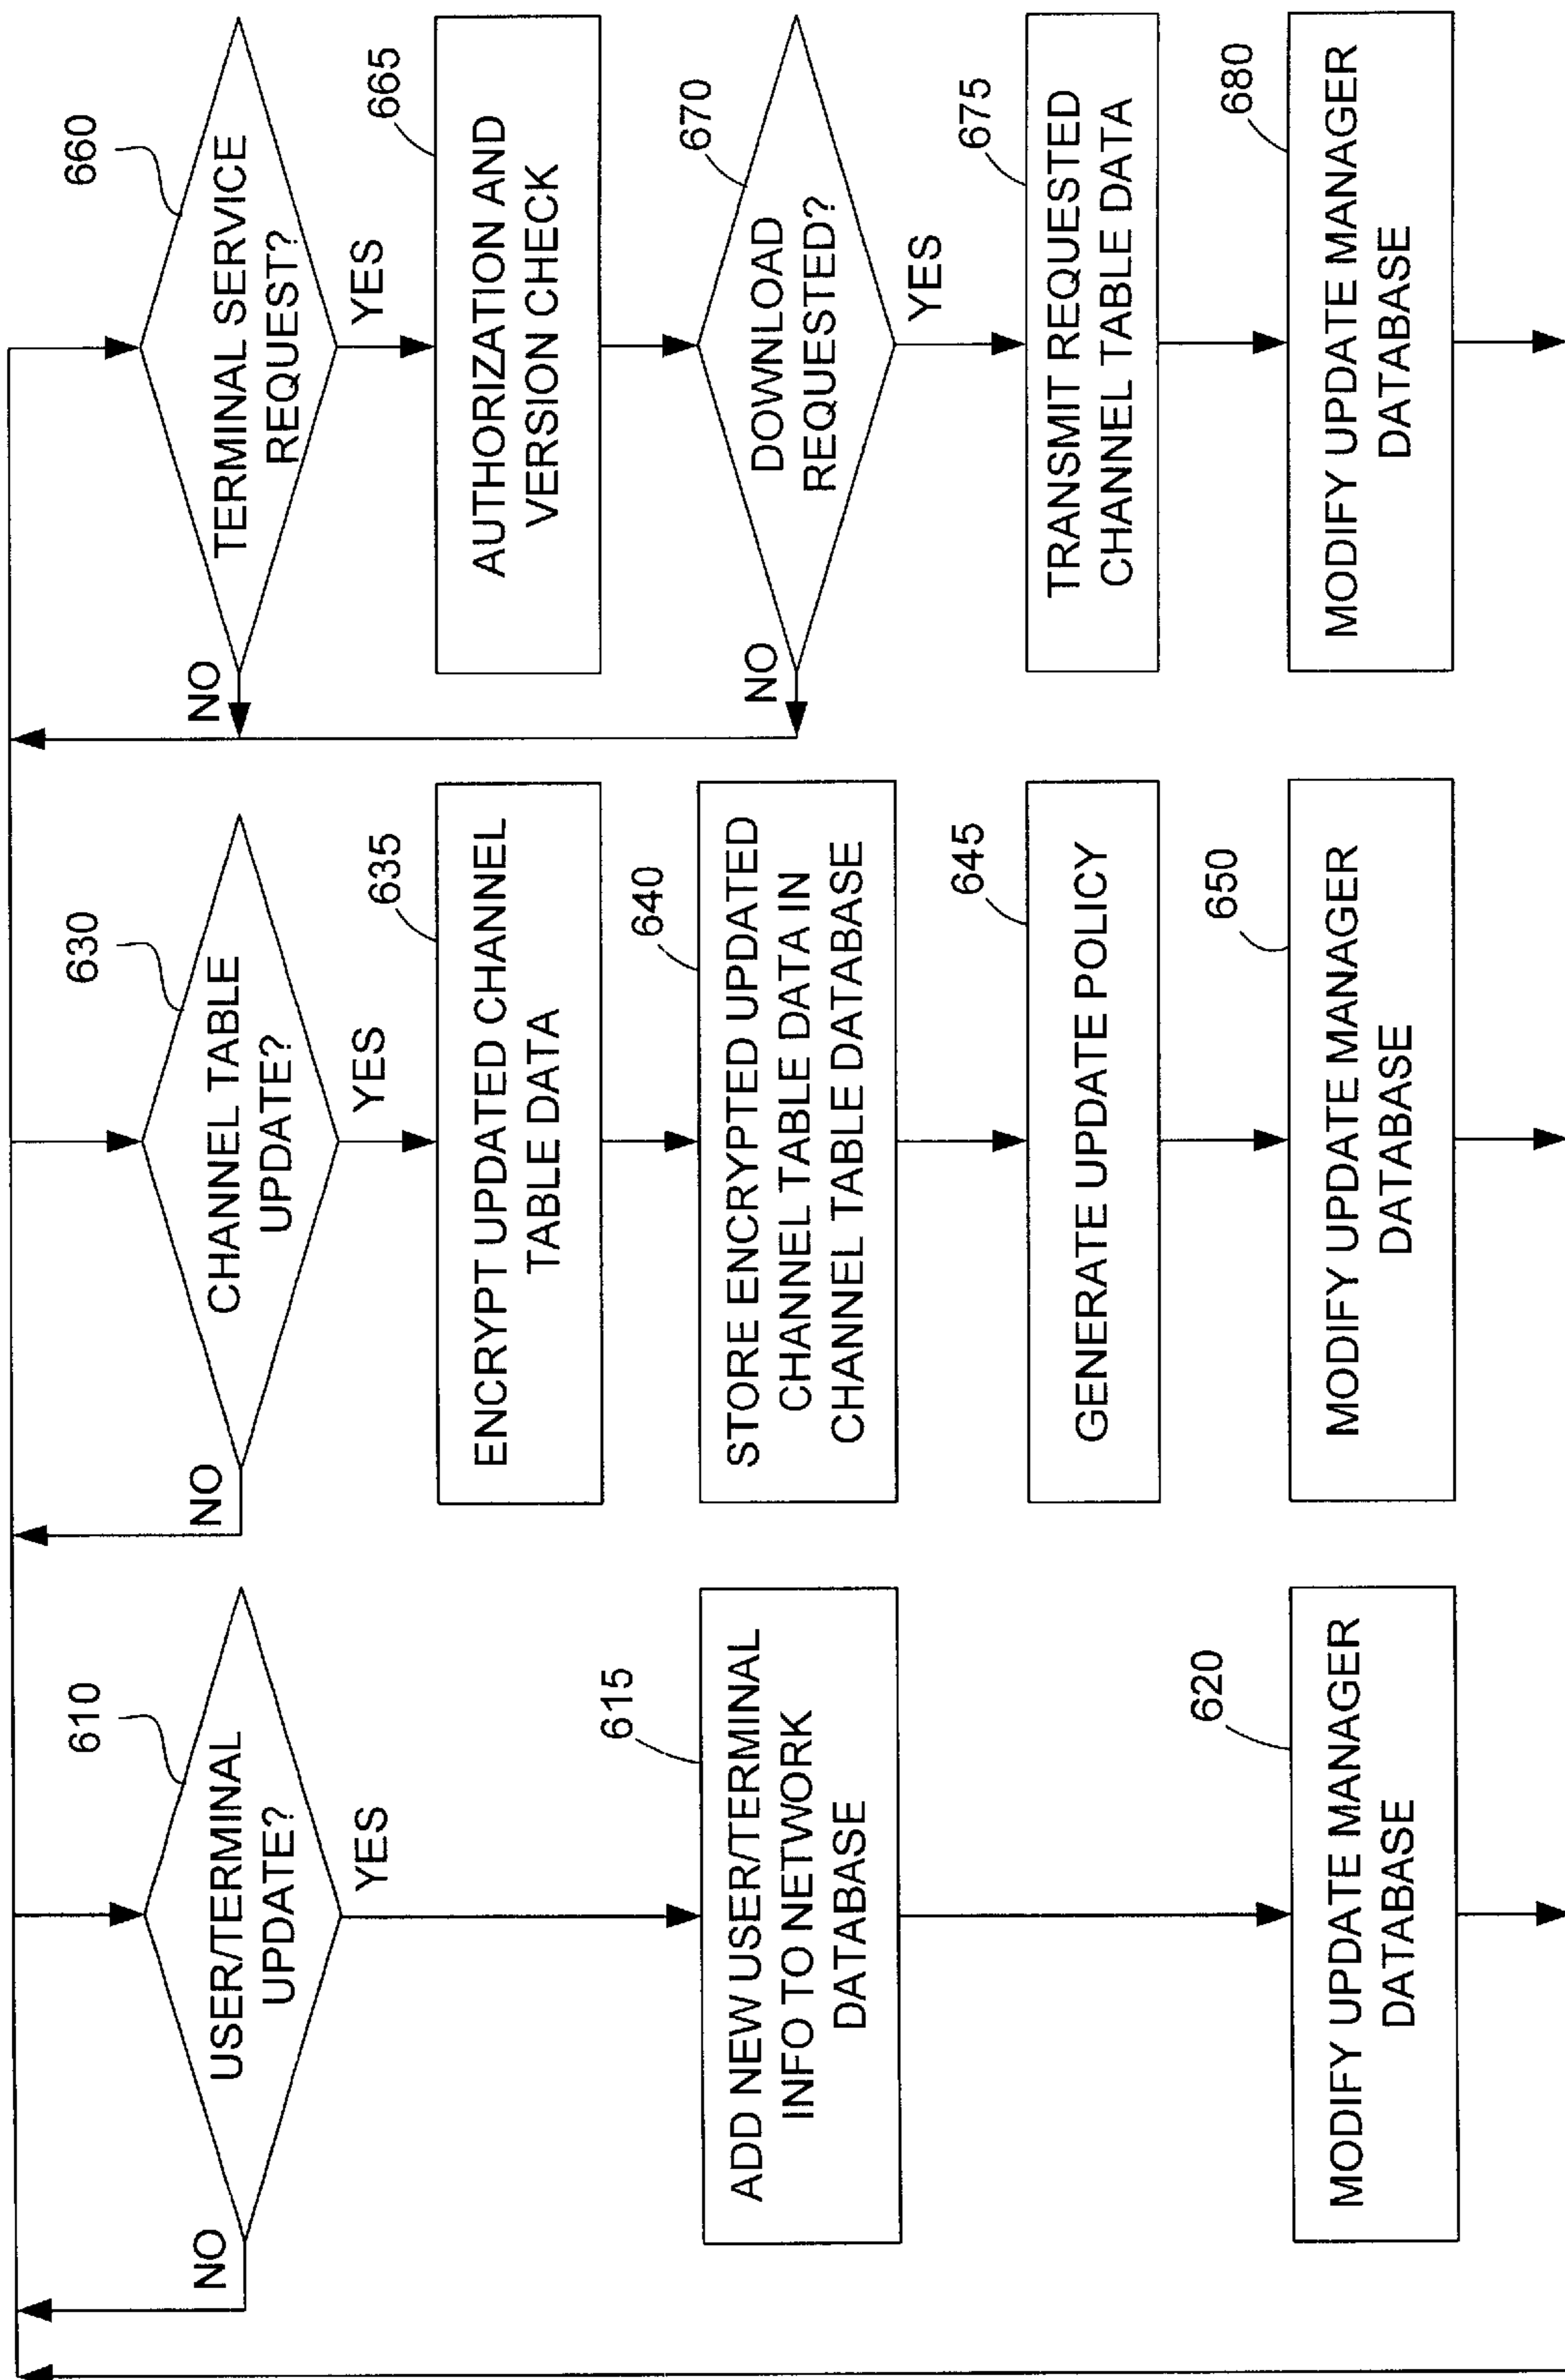 610
USER/TERMINAL
UPDATE?
NO
YES
615
ADD NEW USER/TERMINAL
INFO TO NETWORK
DATABASE
620
MODIFY UPDATE MANAGER
DATABASE
630
CHANNEL TABLE
UPDATE?
NO
YES
635
ENCRYPT UPDATED CHANNEL
TABLE DATA
640
STORE ENCRYPTED UPDATED
CHANNEL TABLE DATA IN
CHANNEL TABLE DATABASE
645
GENERATE UPDATE POLICY
650
MODIFY UPDATE MANAGER
DATABASE
660
TERMINAL SERVICE
REQUEST?
NO
YES
665
AUTHORIZATION AND
VERSION CHECK
670
DOWNLOAD
REQUESTED?
NO
YES
675
TRANSMIT REQUESTED
CHANNEL TABLE DATA
680
MODIFY UPDATE MANAGER
DATABASE